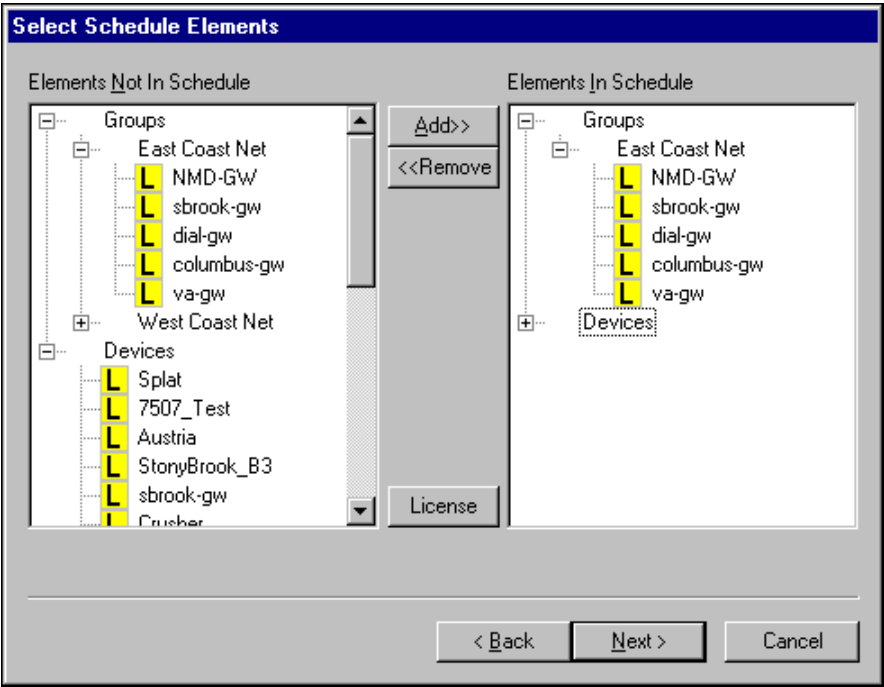 Select Schedule Elements
Elements Not In Schedule
Groups
East Coast Net
L NMD-GW
L sbrook-gw
L dial-gw
L columbus-gw
L va-gw
West Coast Net
Devices
L Splat
L 7507_Test
L Austria
L StonyBrook_B3
L sbrook-gw
L Crusher
Add>>
<<Remove
License
Elements In Schedule
Groups
East Coast Net
L NMD-GW
L sbrook-gw
L dial-gw
L columbus-gw
L va-gw
Devices
< Back
Next >
Cancel